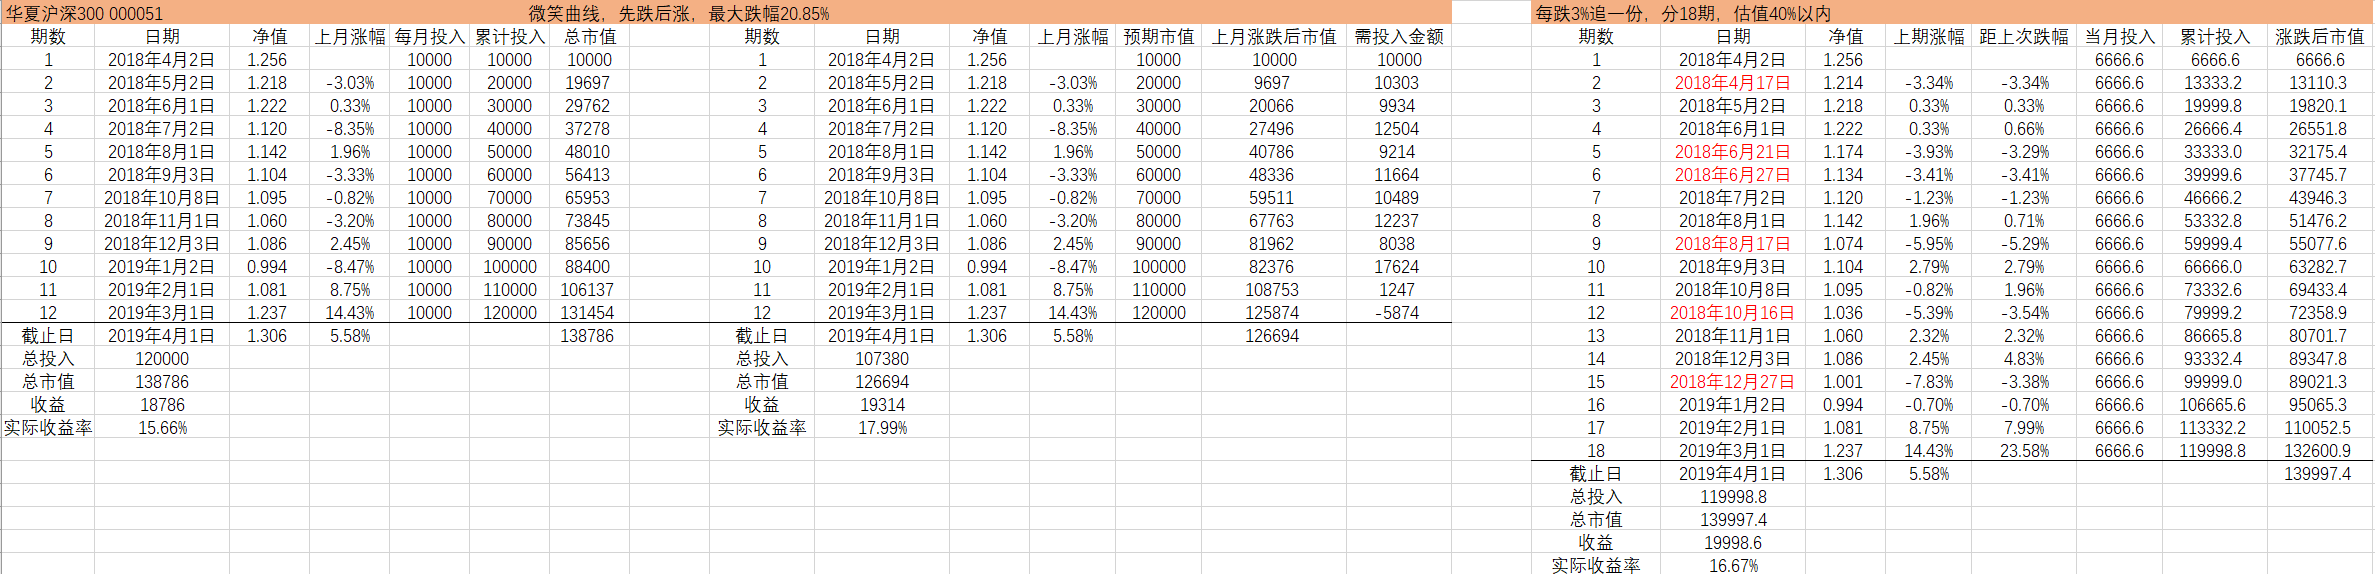 华夏沪深300 000051 微笑曲线，先跌后涨，最大跌幅20.85% 每跌3%追一份，分18期，估值40%以内
期数 日期 净值 上月涨幅 每月投入 累计投入 总市值 期数 日期 净值 上月涨幅 预期市值 上月涨跌后市值 需投入金额 期数 日期 净值 上期涨幅 距上次跌幅 当月投入 累计投入 涨跌后市值
1 2018年4月2日 1.256 10000 10000 10000 1 2018年4月2日 1.256 10000 10000 10000 1 2018年4月2日 1.256 6666.6 6666.6 6666.6
2 2018年5月2日 1.218 -3.03% 10000 20000 19697 2 2018年5月2日 1.218 -3.03% 20000 9697 10303 2 2018年4月17日 1.214 -3.34% -3.34% 6666.6 13333.2 13110.3
3 2018年6月1日 1.222 0.33% 10000 30000 29762 3 2018年6月1日 1.222 0.33% 30000 20066 9934 3 2018年5月2日 1.218 0.33% 0.33% 6666.6 19999.8 19820.1
4 2018年7月2日 1.120 -8.35% 10000 40000 37278 4 2018年7月2日 1.120 -8.35% 40000 27496 12504 4 2018年6月1日 1.222 0.33% 0.66% 6666.6 26666.4 26551.8
5 2018年8月1日 1.142 1.96% 10000 50000 48010 5 2018年8月1日 1.142 1.96% 50000 40786 9214 5 2018年6月21日 1.174 -3.93% -3.29% 6666.6 33333.0 32175.4
6 2018年9月3日 1.104 -3.33% 10000 60000 56413 6 2018年9月3日 1.104 -3.33% 60000 48336 11664 6 2018年6月27日 1.134 -3.41% -3.41% 6666.6 39999.6 37745.7
7 2018年10月8日 1.095 -0.82% 10000 70000 65953 7 2018年10月8日 1.095 -0.82% 70000 59511 10489 7 2018年7月2日 1.120 -1.23% -1.23% 6666.6 46666.2 43946.3
8 2018年11月1日 1.060 -3.20% 10000 80000 73845 8 2018年11月1日 1.060 -3.20% 80000 67763 12237 8 2018年8月1日 1.142 1.96% 0.71% 6666.6 53332.8 51476.2
9 2018年12月3日 1.086 2.45% 10000 90000 85656 9 2018年12月3日 1.086 2.45% 90000 81962 8038 9 2018年8月17日 1.074 -5.95% -5.29% 6666.6 59999.4 55077.6
10 2019年1月2日 0.994 -8.47% 10000 100000 88400 10 2019年1月2日 0.994 -8.47% 100000 82376 17624 10 2018年9月3日 1.104 2.79% 2.79% 6666.6 66666.0 63282.7
11 2019年2月1日 1.081 8.75% 10000 110000 106137 11 2019年2月1日 1.081 8.75% 110000 108753 1247 11 2018年10月8日 1.095 -0.82% 1.96% 6666.6 73332.6 69433.4
12 2019年3月1日 1.237 14.43% 10000 120000 131454 12 2019年3月1日 1.237 14.43% 120000 125874 -5874 12 2018年10月16日 1.036 -5.39% -3.54% 6666.6 79999.2 72358.9
截止日 2019年4月1日 1.306 5.58% 138786 截止日 2019年4月1日 1.306 5.58% 126694 13 2018年11月1日 1.060 2.32% 2.32% 6666.6 86665.8 80701.7
总投入 120000 总投入 107380 14 2018年12月3日 1.086 2.45% 4.83% 6666.6 93332.4 89347.8
总市值 138786 总市值 126694 15 2018年12月27日 1.001 -7.83% -3.38% 6666.6 99999.0 89021.3
收益 18786 收益 19314 16 2019年1月2日 0.994 -0.70% -0.70% 6666.6 106665.6 95065.3
实际收益率 15.66% 实际收益率 17.99% 17 2019年2月1日 1.081 8.75% 7.99% 6666.6 113332.2 110052.5
18 2019年3月1日 1.237 14.43% 23.58% 6666.6 119998.8 132600.9
截止日 2019年4月1日 1.306 5.58% 139997.4
总投入 119998.8
总市值 139997.4
收益 19998.6
实际收益率 16.67%